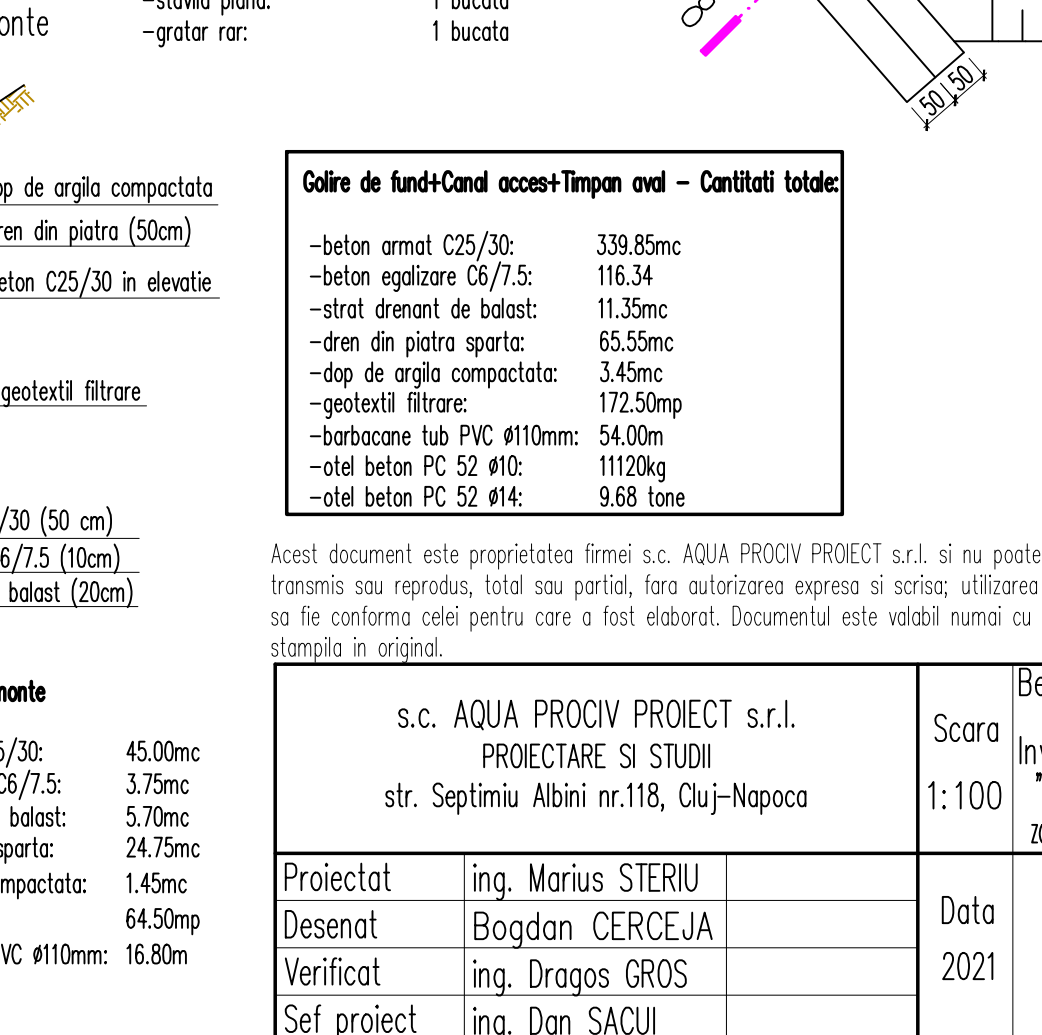 -stavila plana: 1 bucata
-gratar rar: 1 bucata
50 50
de argila compactata
din piatra (50cm)
C25/30 in elevatie
geotextil filtrare
/30 (50 cm)
6/7.5 (10cm)
balast (20cm)
Golire de fund+Canal acces+Timpan aval - Cantitati totale:
-beton armat C25/30: 339.85mc
-beton egalizare C6/7.5: 116.34
-strat drenant de balast: 11.35mc
-dren din piatra sparta: 65.55mc
-dop de argila compactata: 3.45mc
-geotextil filtrare: 172.50mp
-barbacane tub PVC ø110mm: 54.00m
-otel beton PC 52 ø10: 11120kg
-otel beton PC 52 ø14: 9.68 tone
Acest document este proprietatea firmei s.c. AQUA PROCIV PROIECT s.r.l. si nu poate
transmis sau reprodus, total sau partial, fara autorizarea expresa si scrisa; utilizarea
sa fie conforma celei pentru care a fost elaborat. Documentul este valabil numai cu
stampila in original.
5/30: 45.00mc
C6/7.5: 3.75mc
balast: 5.70mc
sparta: 24.75mc
mpactata: 1.45mc
64.50mp
VC ø110mm: 16.80m
s.c. AQUA PROCIV PROIECT s.r.l.
PROIECTARE SI STUDII
str. Septimiu Albini nr.118, Cluj-Napoca
Scara
1:100
Proiectat ing. Marius STERIU
Desenat Bogdan CERCEJA
Verificat ing. Dragos GROS
Sef proiect ing. Dan SACUI
Data
2021